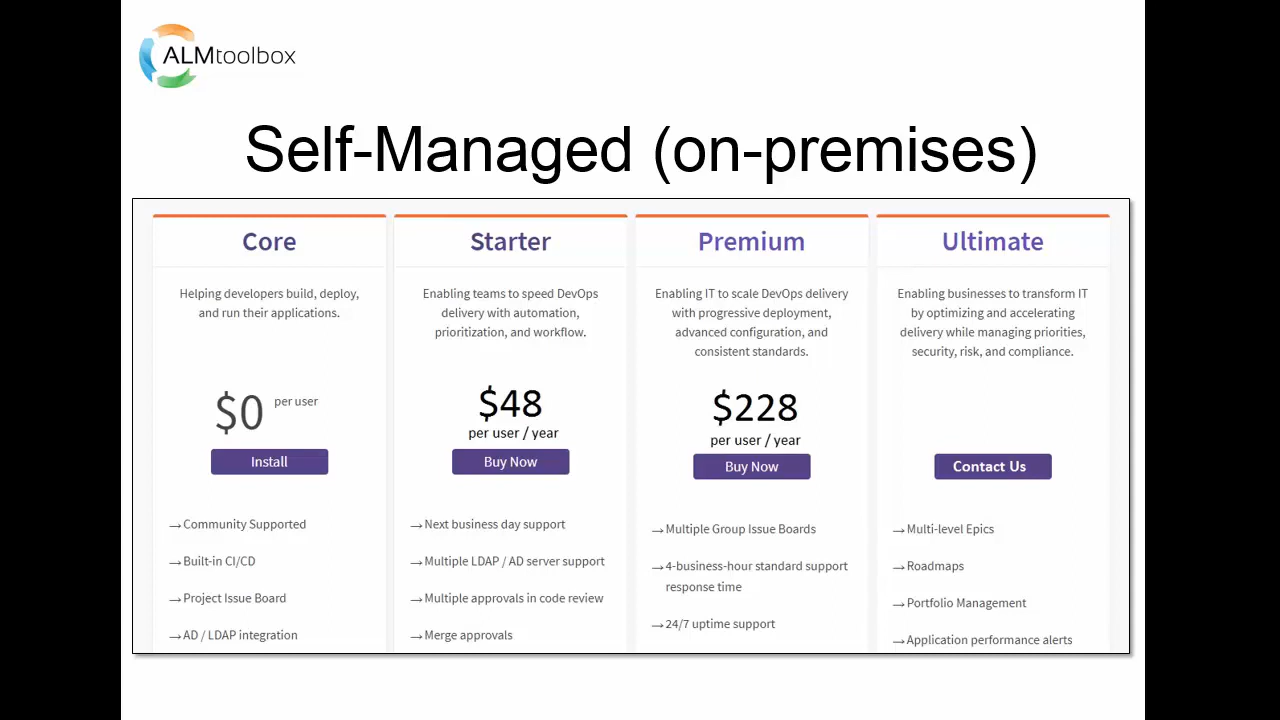 ALMtoolbox
Self-Managed (on-premises)
Core
Helping developers build, deploy,
and run their applications.
$0 per user
Install
→Community Supported
→Built-in CI/CD
→Project Issue Board
→AD / LDAP integration
Starter
Enabling teams to speed DevOps
delivery with automation,
prioritization, and workflow.
$48
per user / year
Buy Now
→Next business day support
→Multiple LDAP / AD server support
→Multiple approvals in code review
→Merge approvals
Premium
Enabling IT to scale DevOps delivery
with progressive deployment,
advanced configuration, and
consistent standards.
$228
per user / year
Buy Now
→Multiple Group Issue Boards
→4-business-hour standard support
response time
→24/7 uptime support
Ultimate
Enabling businesses to transform IT
by optimizing and accelerating
delivery while managing priorities,
security, risk, and compliance.
Contact Us
→Multi-level Epics
→Roadmaps
→Portfolio Management
→Application performance alerts